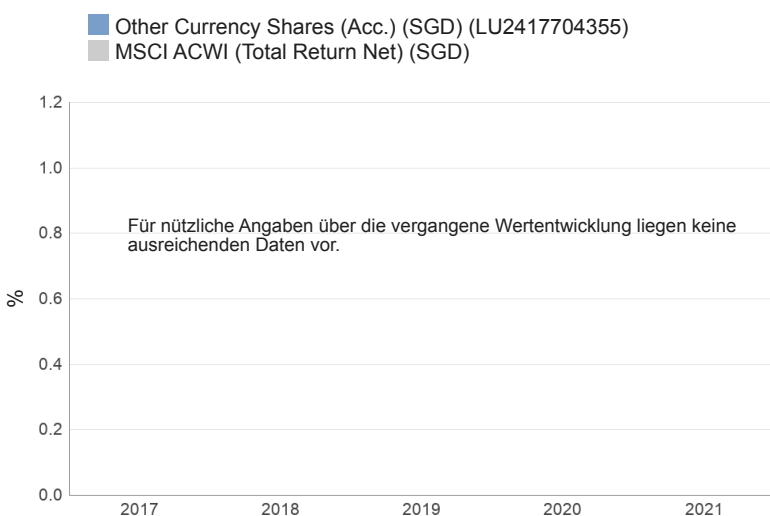 Other Currency Shares (Acc.) (SGD) (LU2417704355)
MSCI ACWI (Total Return Net) (SGD)
1.2
1.0
Für nützliche Angaben über die vergangene Wertentwicklung liegen keine
0.8
ausreichenden Daten vor.
%
0.6
0.4
0.2
0.0
2017 2018 2019 2020 2021